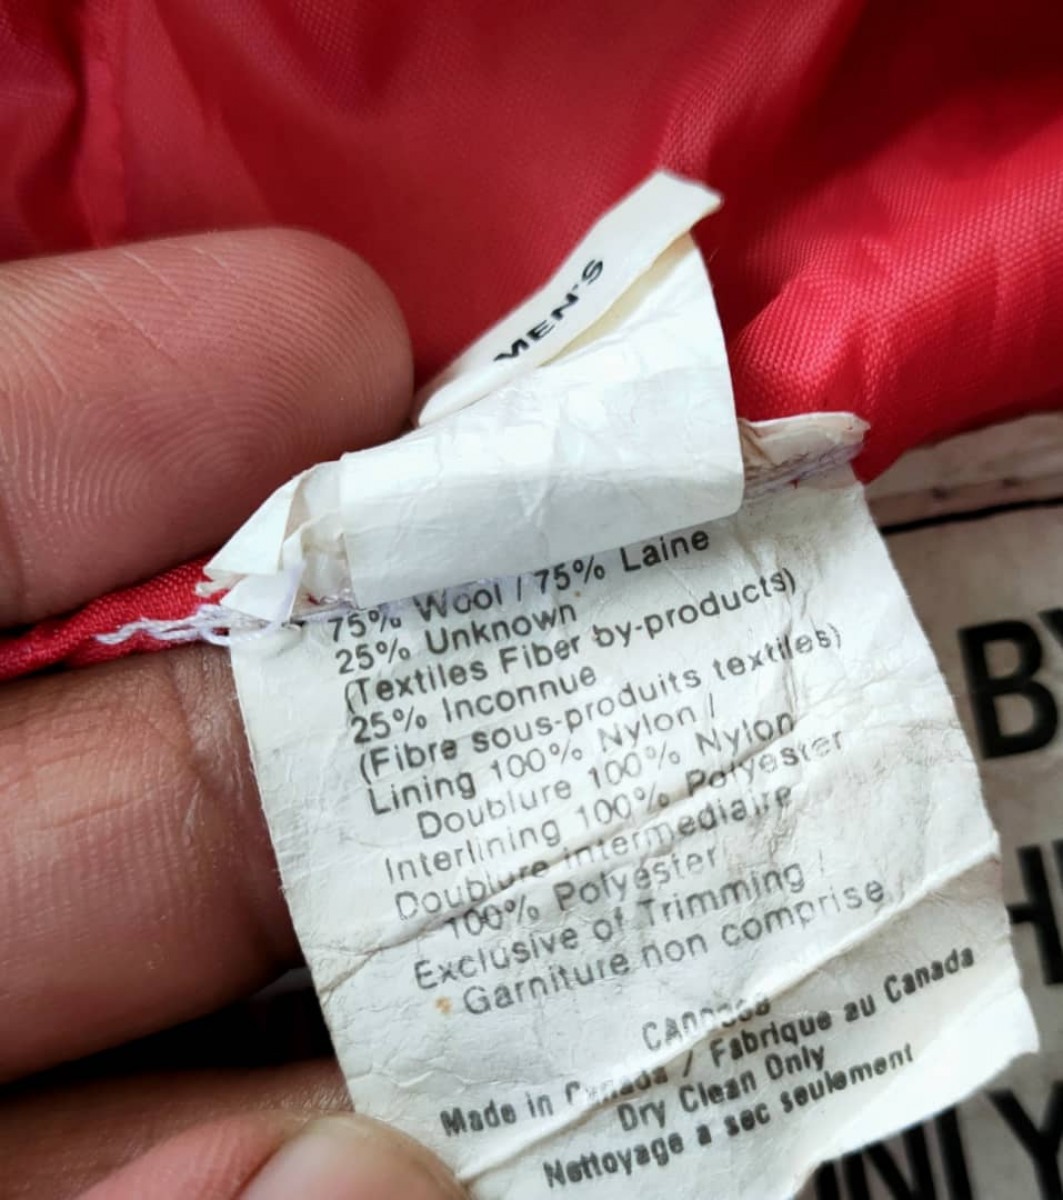 MEN'S
75% Wool / 75% Laine
25% Unknown
(Textiles Fiber by-products)
25% Inconnue
(Fibre sous-produits textiles)
Lining 100% Nylon /
Doublure 100% Nylon
Interlining 100% Polyester
Doublure intermediaire
100% Polyester
Exclusive of Trimming /
Garniture non comprise
Made in Canada / Fabrique au Canada
Dry Clean Only
Nettoyage a sec seulement
BY